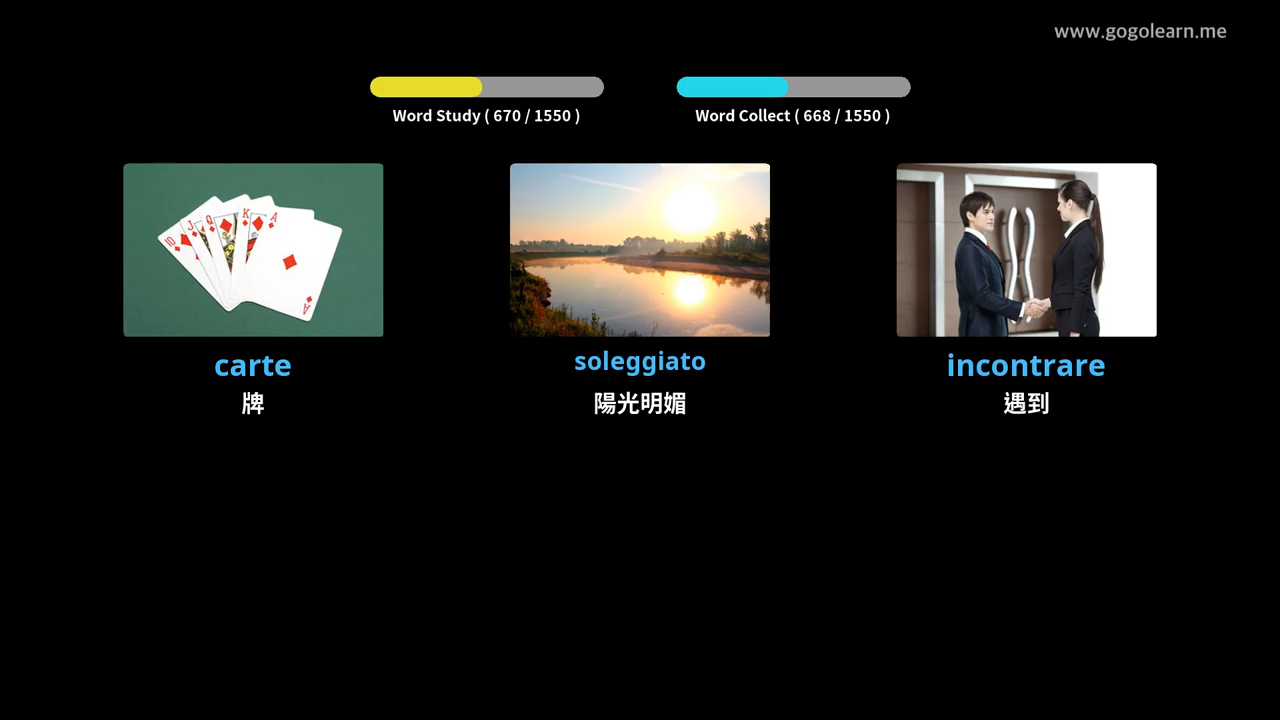 www.gogolearn.me
Word Study ( 670 / 1550 )
Word Collect ( 668 / 1550 )
10 J Q K A
A
carte
soleggiato
incontrare
牌
陽光明媚
遇到